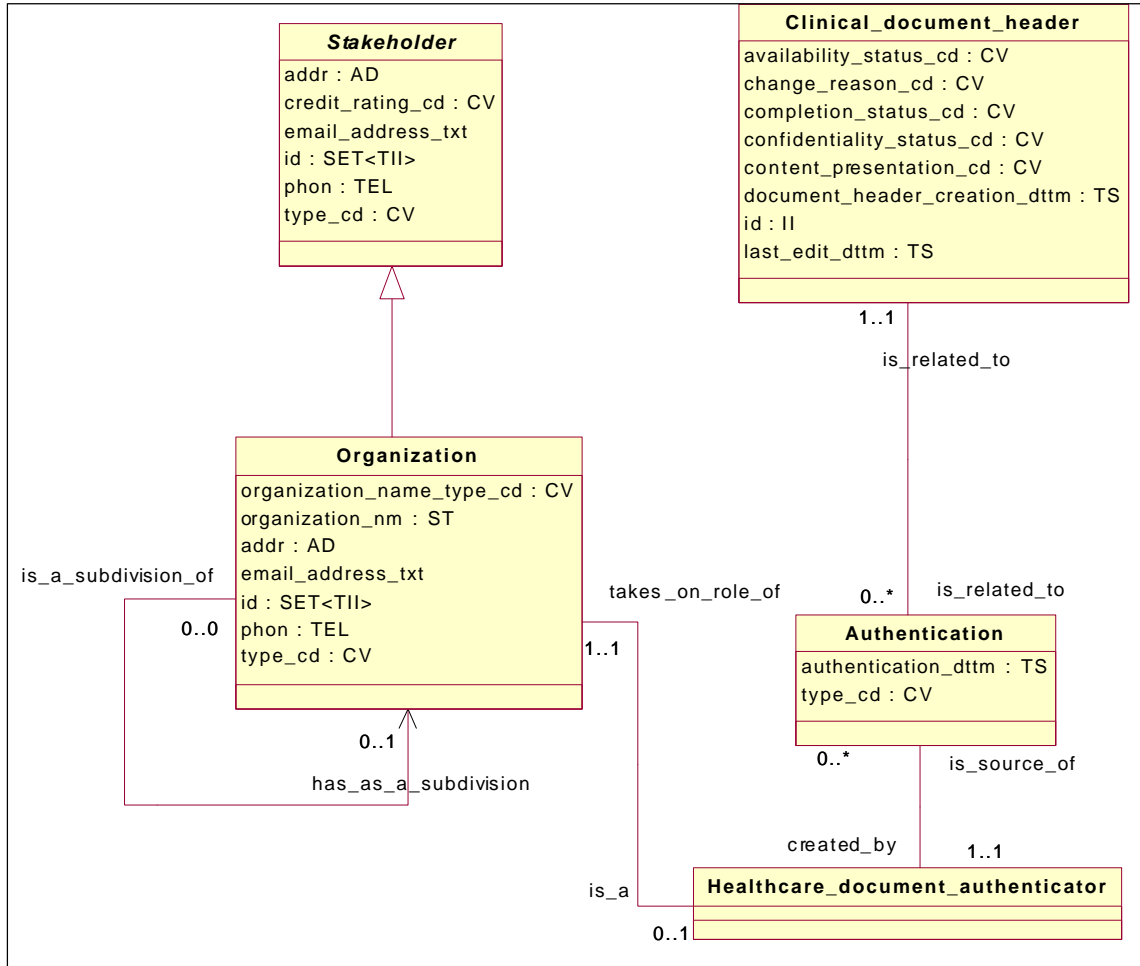 Stakeholder
addr : AD
credit_rating_cd : CV
email_address_txt
id : SET<TII>
phon : TEL
type_cd : CV
Clinical_document_header
availability_status_cd : CV
change_reason_cd : CV
completion_status_cd : CV
confidentiality_status_cd : CV
content_presentation_cd : CV
document_header_creation_dttm : TS
id : II
last_edit_dttm : TS
1..1
is_related_to
Organization
organization_name_type_cd : CV
organization_nm : ST
addr : AD
email_address_txt
id : SET<TII>
phon : TEL
type_cd : CV
is_a_subdivision_of
0..0
0..1
has_as_a_subdivision
takes_on_role_of
1..1
0..*
is_related_to
Authentication
authentication_dttm : TS
type_cd : CV
0..*
is_source_of
created_by
1..1
is_a
0..1
Healthcare_document_authenticator